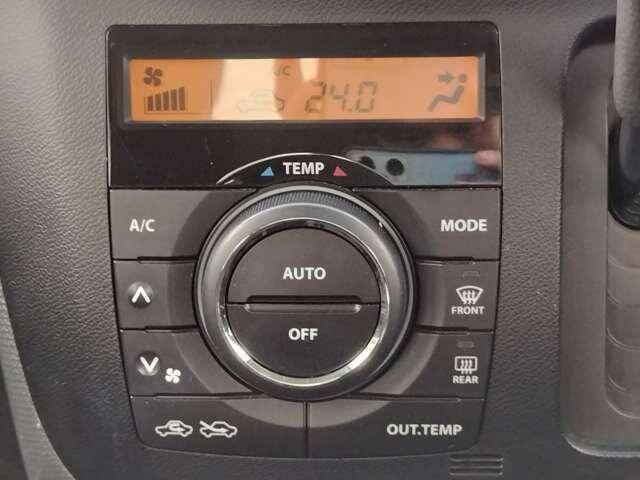 A/C
24.0
TEMP
A/C
MODE
AUTO
OFF
FRONT
REAR
OUT.TEMP